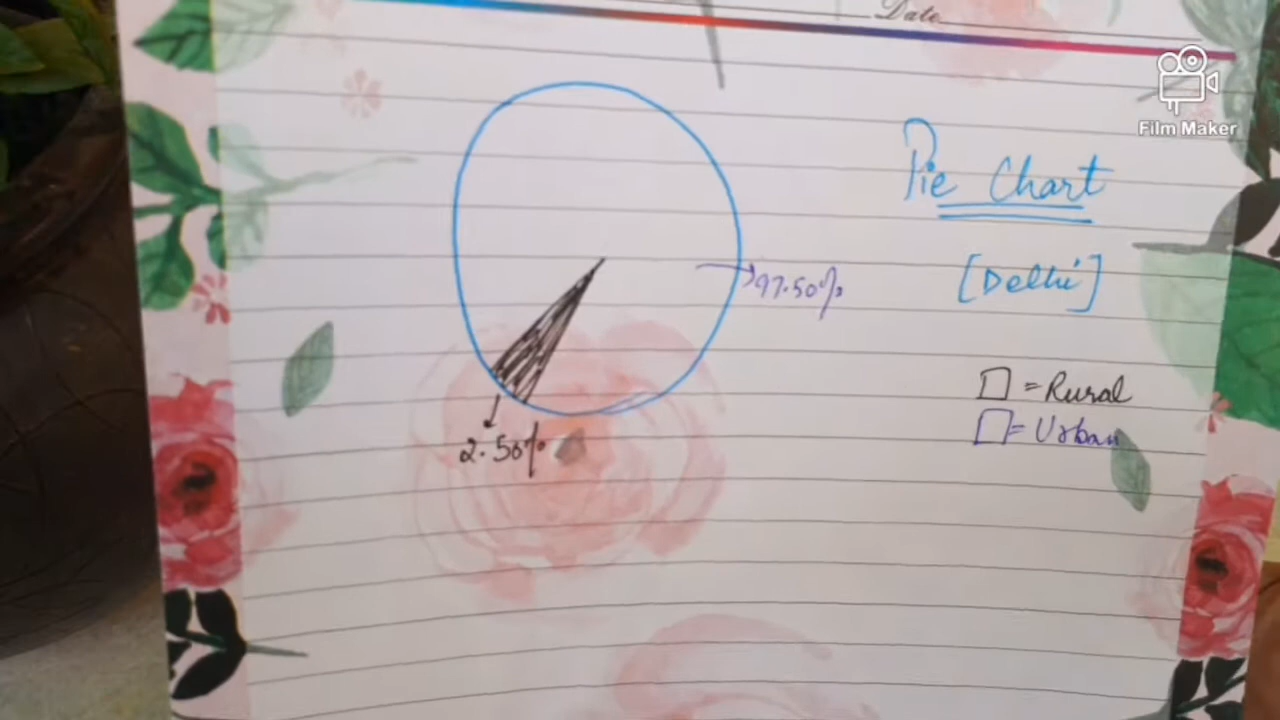 Date
Film Maker
Pie Chart
[Delhi]
97.50%
2.50%
□ = Rural
□ = Urban